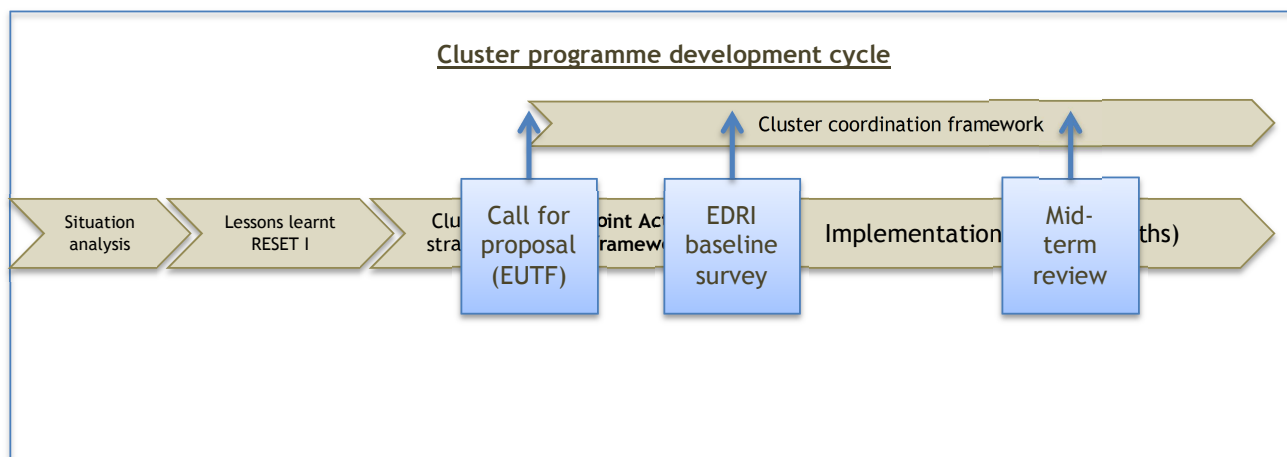 Cluster programme development cycle
Cluster coordination framework
Situation
analysis
Lessons learnt
RESET I
Call for
proposal
(EUTF)
EDRI
baseline
survey
Implementation
Mid-
term
review